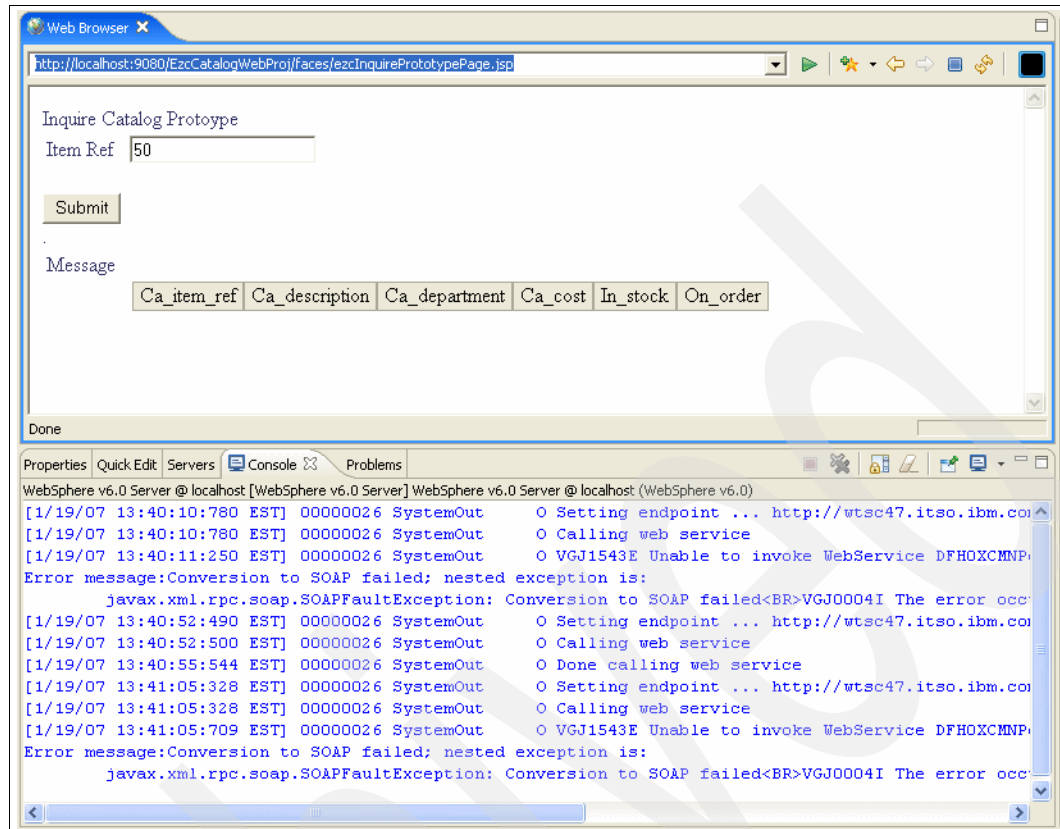 Web Browser
http://localhost:9080/EzcCatalogWebProj/faces/ezcInquirePrototypePage.jsp
Inquire Catalog Protoype
Item Ref 50
Submit
.
Message
Ca_item_ref Ca_description Ca_department Ca_cost In_stock On_order
Done
Properties Quick Edit Servers Console Problems
WebSphere v6.0 Server @ localhost [WebSphere v6.0 Server] WebSphere v6.0 Server @ localhost (WebSphere v6.0)
[1/19/07 13:40:10:780 EST] 00000026 SystemOut O Setting endpoint ... http://wtsc47.itso.ibm.com
[1/19/07 13:40:10:780 EST] 00000026 SystemOut O Calling web service
[1/19/07 13:40:11:250 EST] 00000026 SystemOut O VGJ1543E Unable to invoke WebService DFH0XCMNP
Error message:Conversion to SOAP failed; nested exception is:
javax.xml.rpc.soap.SOAPFaultException: Conversion to SOAP failed<BR>VGJ0004I The error occ
[1/19/07 13:40:52:490 EST] 00000026 SystemOut O Setting endpoint ... http://wtsc47.itso.ibm.com
[1/19/07 13:40:52:500 EST] 00000026 SystemOut O Calling web service
[1/19/07 13:40:55:544 EST] 00000026 SystemOut O Done calling web service
[1/19/07 13:41:05:328 EST] 00000026 SystemOut O Setting endpoint ... http://wtsc47.itso.ibm.com
[1/19/07 13:41:05:328 EST] 00000026 SystemOut O Calling web service
[1/19/07 13:41:05:709 EST] 00000026 SystemOut O VGJ1543E Unable to invoke WebService DFH0XCMNP
Error message:Conversion to SOAP failed; nested exception is:
javax.xml.rpc.soap.SOAPFaultException: Conversion to SOAP failed<BR>VGJ0004I The error occ